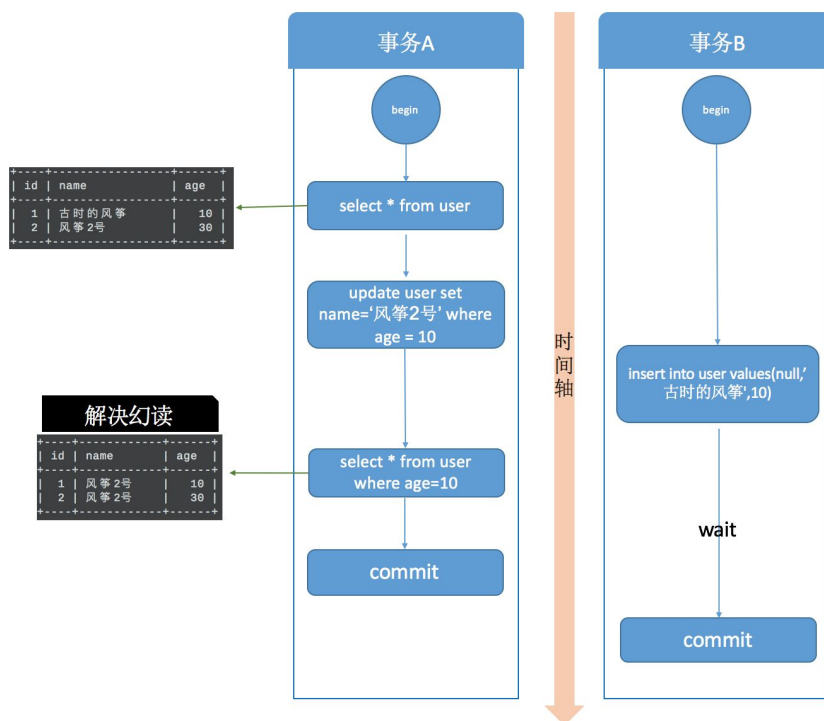 事务A
事务B
begin
begin
+----+------------+------+
| id | name | age |
+----+------------+------+
| 1 | 古时的风筝 | 10 |
| 2 | 风筝2号 | 30 |
+----+------------+------+
select * from user
update user set
name=‘风筝2号’ where
age = 10
时
间
轴
insert into user values(null,’
古时的风筝',10)
解决幻读
+----+------------+------+
| id | name | age |
+----+------------+------+
| 1 | 风筝2号 | 10 |
| 2 | 风筝2号 | 30 |
+----+------------+------+
select * from user
where age=10
wait
commit
commit